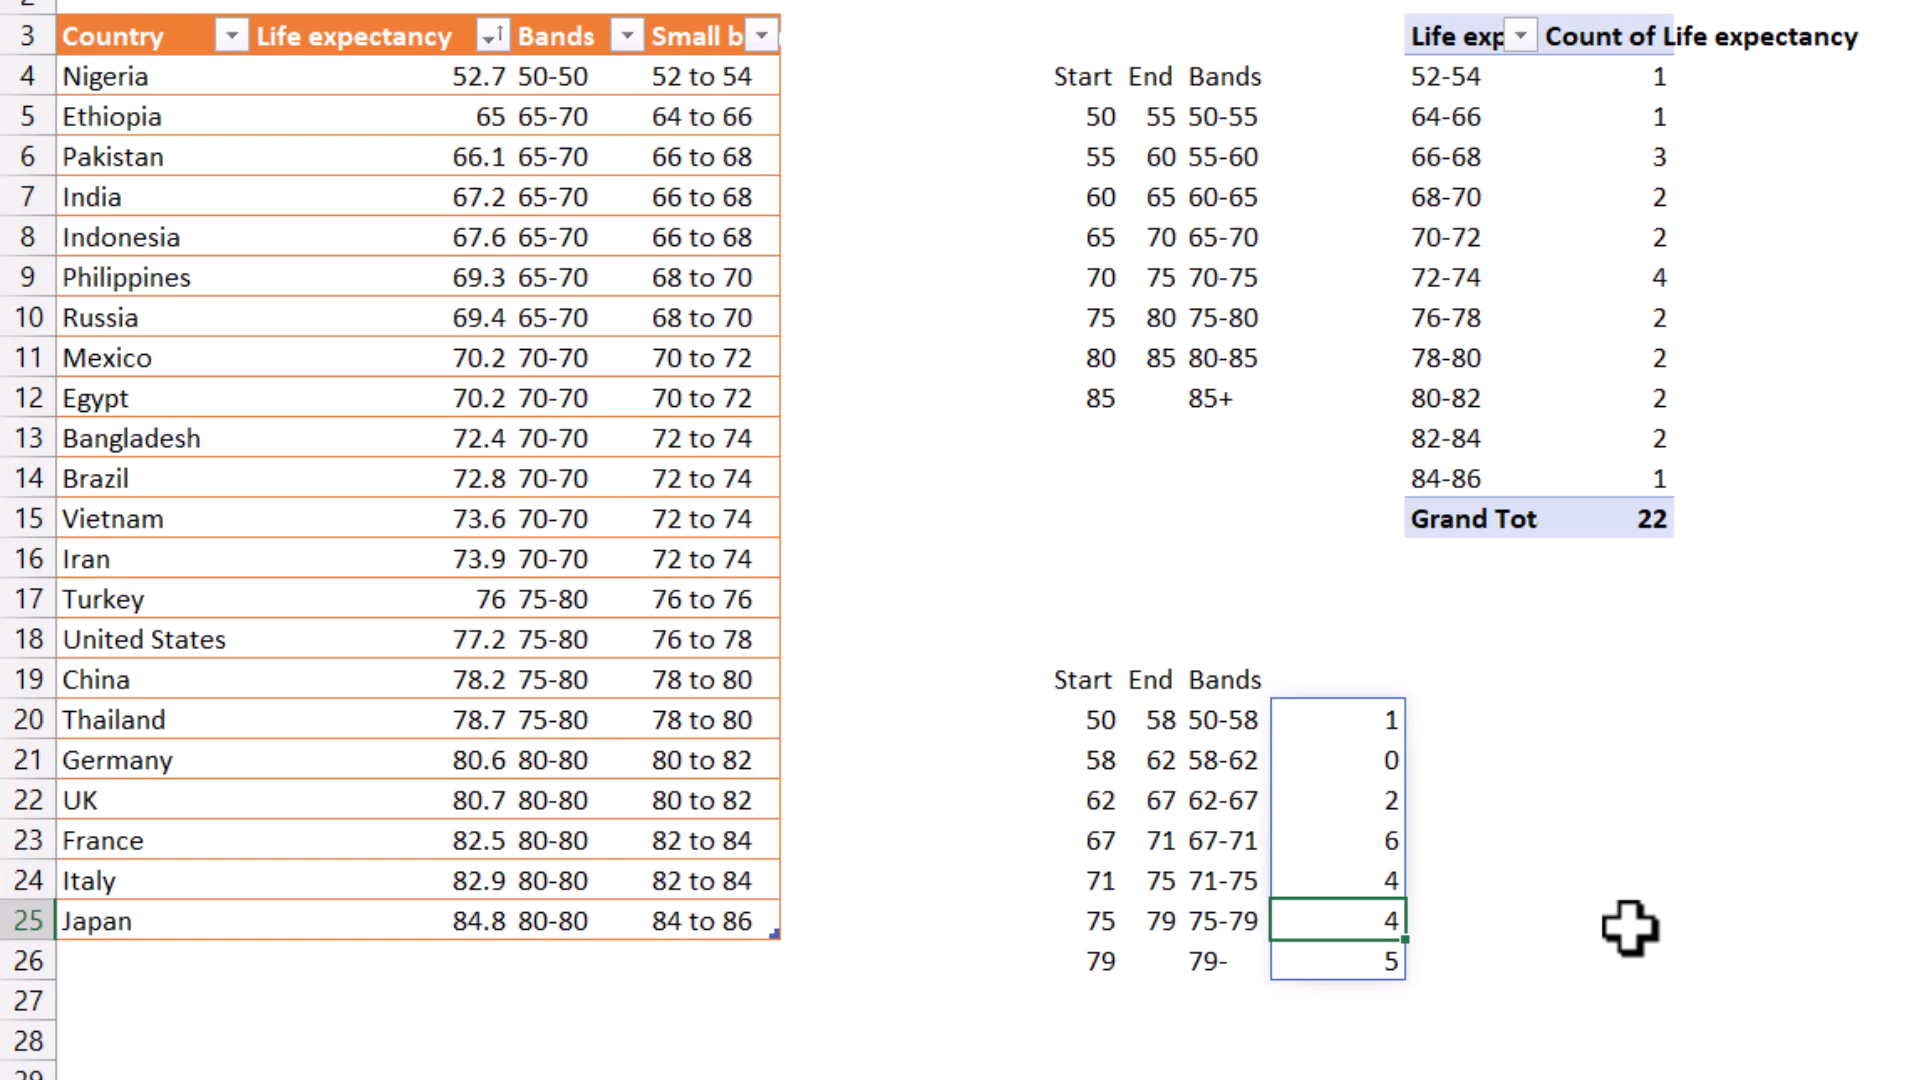 3 Country Life expectancy Bands Small b Life exp Count of Life expectancy
4 Nigeria 52.7 50-50 52 to 54 Start End Bands 52-54 1
5 Ethiopia 65 65-70 64 to 66 50 55 50-55 64-66 1
6 Pakistan 66.1 65-70 66 to 68 55 60 55-60 66-68 3
7 India 67.2 65-70 66 to 68 60 65 60-65 68-70 2
8 Indonesia 67.6 65-70 66 to 68 65 70 65-70 70-72 2
9 Philippines 69.3 65-70 68 to 70 70 75 70-75 72-74 4
10 Russia 69.4 65-70 68 to 70 75 80 75-80 76-78 2
11 Mexico 70.2 70-70 70 to 72 80 85 80-85 78-80 2
12 Egypt 70.2 70-70 70 to 72 85 85+ 80-82 2
13 Bangladesh 72.4 70-70 72 to 74 82-84 2
14 Brazil 72.8 70-70 72 to 74 84-86 1
15 Vietnam 73.6 70-70 72 to 74 Grand Tot 22
16 Iran 73.9 70-70 72 to 74
17 Turkey 76 75-80 76 to 76
18 United States 77.2 75-80 76 to 78
19 China 78.2 75-80 78 to 80 Start End Bands
20 Thailand 78.7 75-80 78 to 80 50 58 50-58 1
21 Germany 80.6 80-80 80 to 82 58 62 58-62 0
22 UK 80.7 80-80 80 to 82 62 67 62-67 2
23 France 82.5 80-80 82 to 84 67 71 67-71 6
24 Italy 82.9 80-80 82 to 84 71 75 71-75 4
25 Japan 84.8 80-80 84 to 86 75 79 75-79 4
26 79 79- 5
27
28